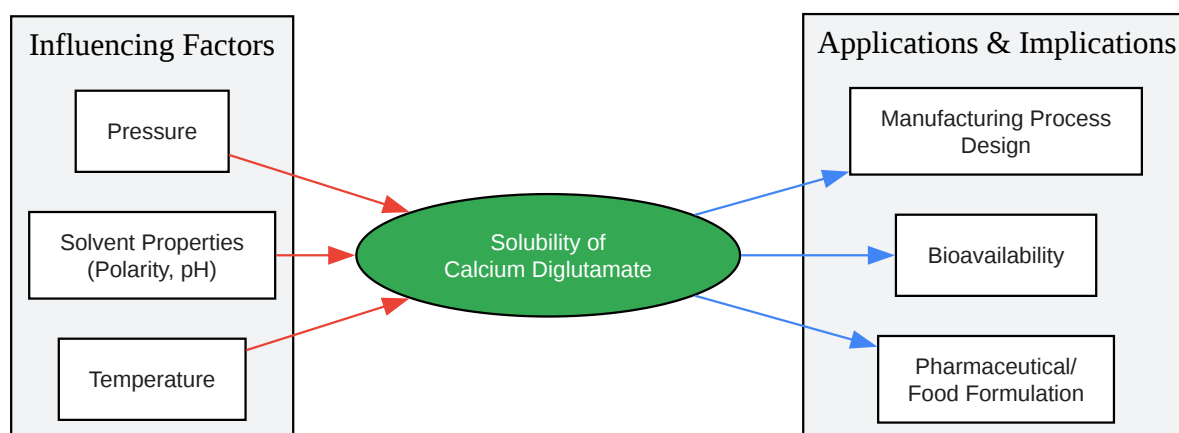 Influencing Factors
Pressure
Solvent Properties
(Polarity, pH)
Temperature
Solubility of
Calcium Diglutamate
Applications & Implications
Manufacturing Process
Design
Bioavailability
Pharmaceutical/
Food Formulation